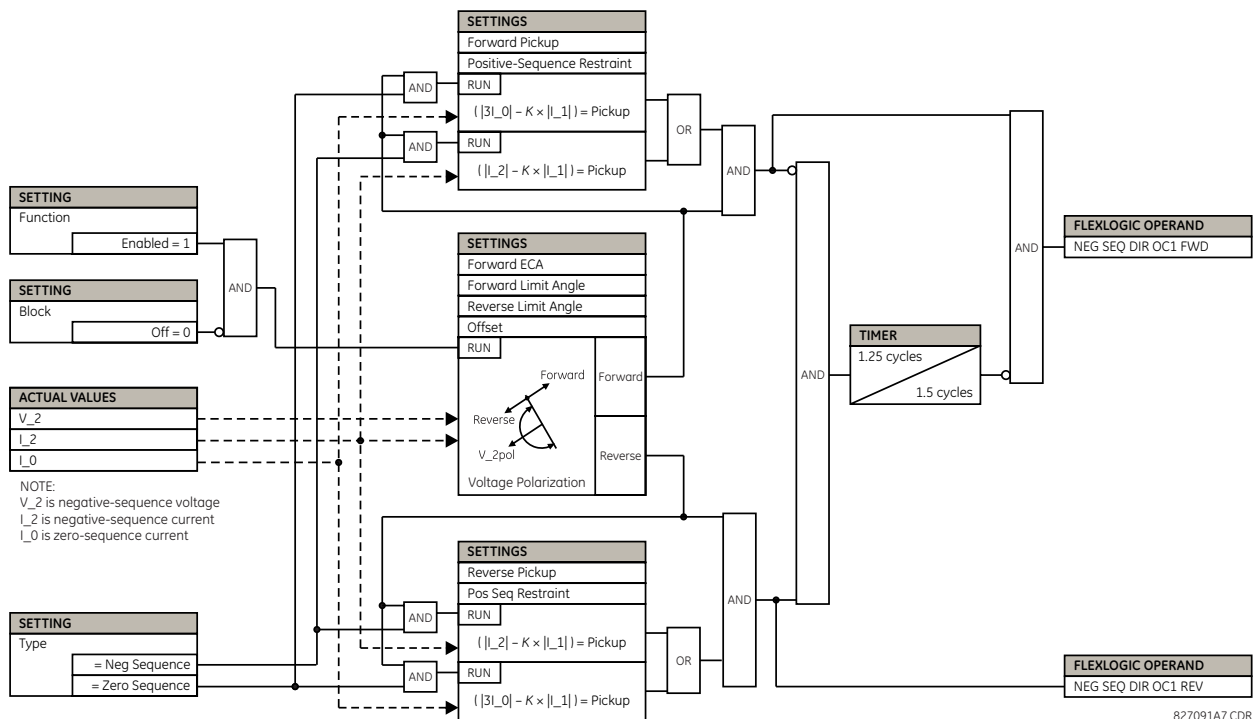 SETTINGS
Forward Pickup
Positive-Sequence Restraint
AND
RUN
( |3I_0| – K × |I_1| ) = Pickup
AND
RUN
( |I_2| – K × |I_1| ) = Pickup
OR
AND
SETTING
Function
Enabled = 1
SETTING
Block
Off = 0
AND
ACTUAL VALUES
V_2
I_2
I_0
NOTE:
V_2 is negative-sequence voltage
I_2 is negative-sequence current
I_0 is zero-sequence current
SETTING
Type
= Neg Sequence
= Zero Sequence
SETTINGS
Forward ECA
Forward Limit Angle
Reverse Limit Angle
Offset
RUN
Forward
Reverse
V_2pol
Voltage Polarization
Forward
Reverse
SETTINGS
Reverse Pickup
Pos Seq Restraint
AND
RUN
( |I_2| – K × |I_1| ) = Pickup
AND
RUN
( |3I_0| – K × |I_1| ) = Pickup
OR
AND
AND
TIMER
1.25 cycles
1.5 cycles
AND
FLEXLOGIC OPERAND
NEG SEQ DIR OC1 FWD
FLEXLOGIC OPERAND
NEG SEQ DIR OC1 REV
827091A7.CDR